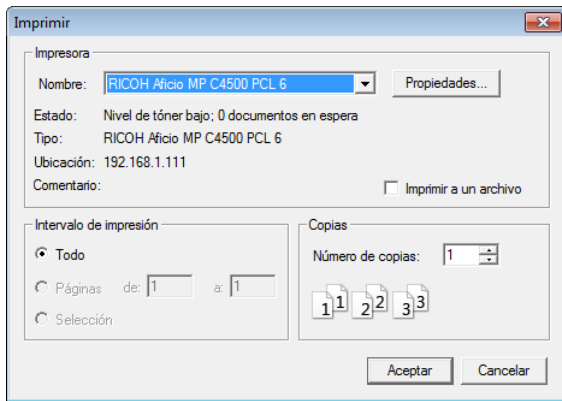 Imprimir
Impresora
Nombre: RICOH Aficio MP C4500 PCL 6 Propiedades...
Estado: Nivel de tóner bajo; 0 documentos en espera
Tipo: RICOH Aficio MP C4500 PCL 6
Ubicación: 192.168.1.111
Comentario: Imprimir a un archivo
Intervalo de impresión
Todo
Páginas de: 1 a: 1
Selección
Copias
Número de copias: 1
1 1 2 2 3 3
Aceptar Cancelar